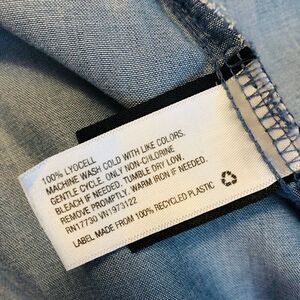 100% LYOCELL
MACHINE WASH COLD WITH LIKE COLORS.
GENTLE CYCLE. ONLY NON-CHLORINE
BLEACH IF NEEDED. TUMBLE DRY LOW.
REMOVE PROMPTLY. WARM IRON IF NEEDED.
RN17730 VN1973122
LABEL MADE FROM 100% RECYCLED PLASTIC